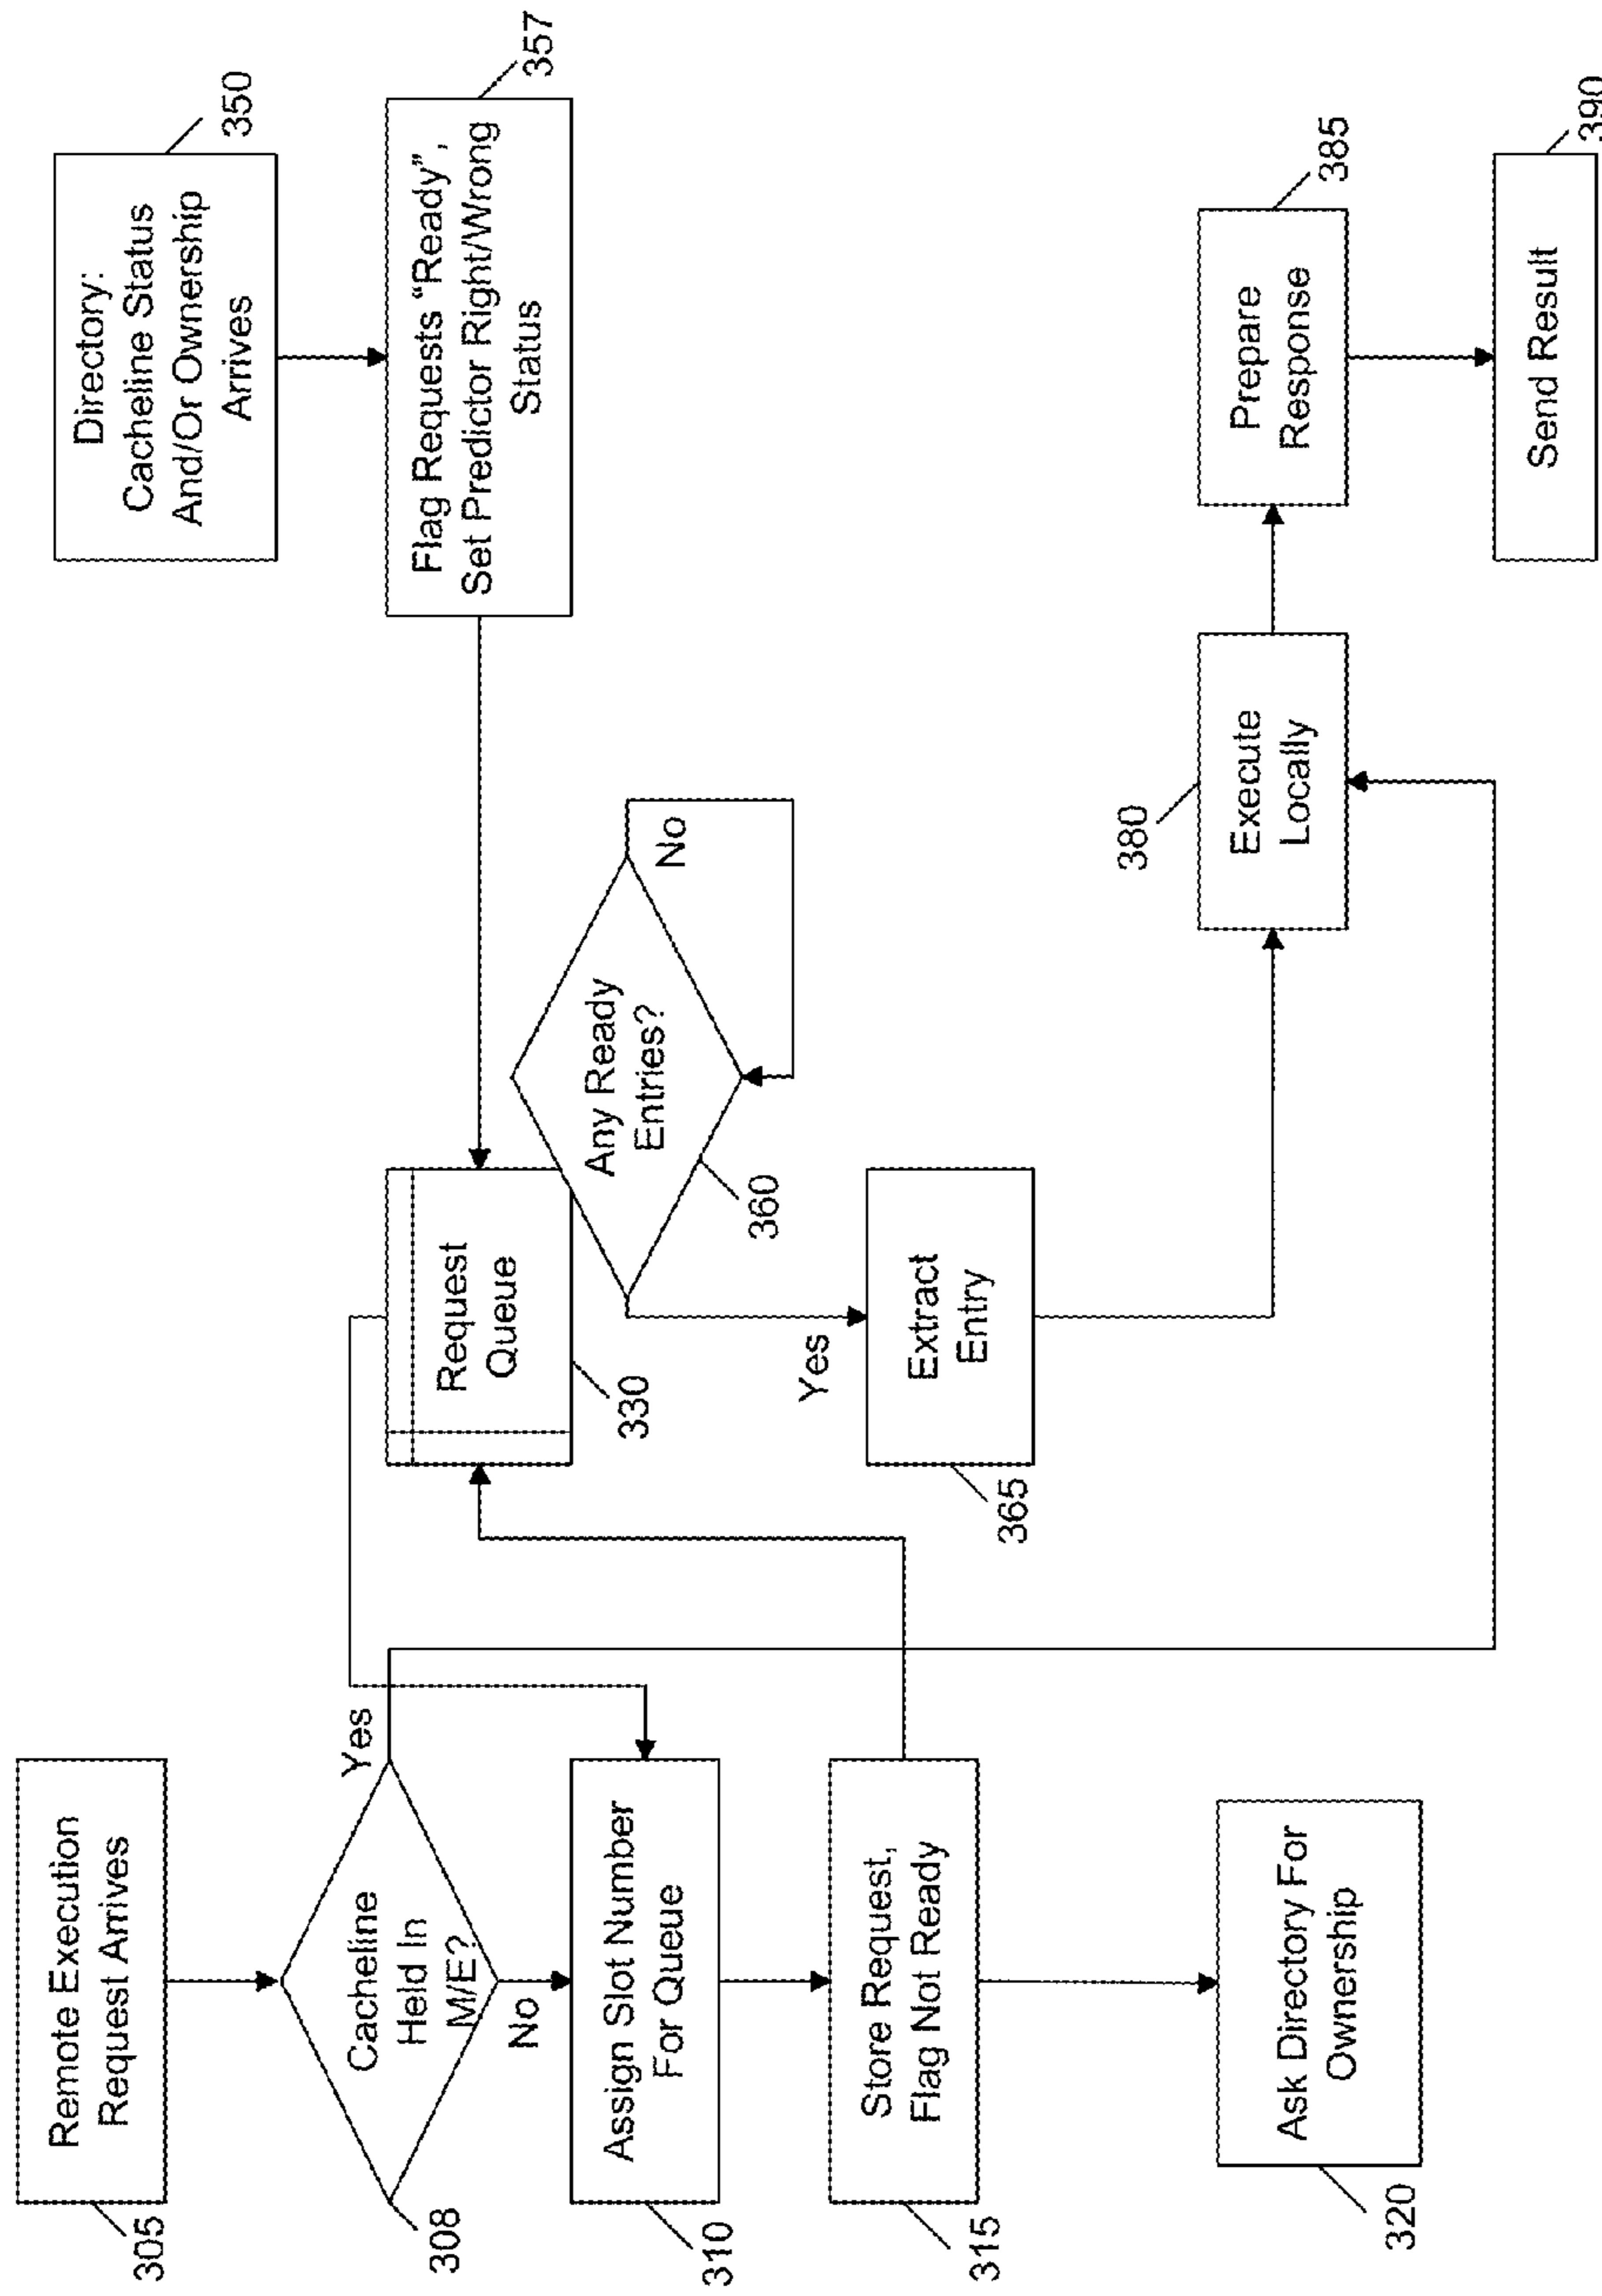 Remote Execution
Request Arrives
305
Cacheline
Held In
M/E?
Yes
No
308
Assign Slot Number
For Queue
310
Store Request,
Flag Not Ready
315
Ask Directory For
Ownership
320
Request
Queue
330
Any Ready
Entries?
No
Yes
360
Extract
Entry
365
Directory:
Cacheline Status
And/Or Ownership
Arrives
350
Flag Requests “Ready”,
Set Predictor Right/Wrong
Status
357
Execute
Locally
380
Prepare
Response
385
Send Result
390